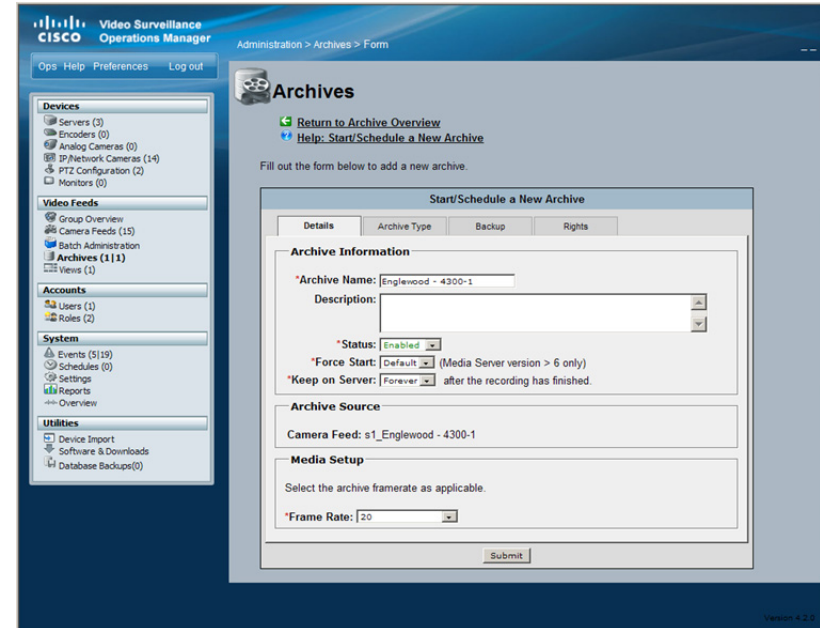 CISCO
Video Surveillance
Operations Manager
Administration > Archives > Form
Ops Help Preferences Log out
Devices
Servers (3)
Encoders (0)
Analog Cameras (0)
IP/Network Cameras (14)
PTZ Configuration (2)
Monitors (0)
Video Feeds
Group Overview
Camera Feeds (15)
Batch Administration
Archives (1|1)
Views (1)
Accounts
Users (1)
Roles (2)
System
Events (5|19)
Schedules (0)
Settings
Reports
Overview
Utilities
Device Import
Software & Downloads
Database Backups(0)
Archives
Return to Archive Overview
Help: Start/Schedule a New Archive
Fill out the form below to add a new archive.
Start/Schedule a New Archive
Details Archive Type Backup Rights
Archive Information
*Archive Name: Englewood - 4300-1
Description:
*Status: Enabled
*Force Start: Default (Media Server version > 6 only)
*Keep on Server: Forever after the recording has finished.
Archive Source
Camera Feed: s1_Englewood - 4300-1
Media Setup
Select the archive framerate as applicable.
*Frame Rate: 20
Submit
Version 4.2.0